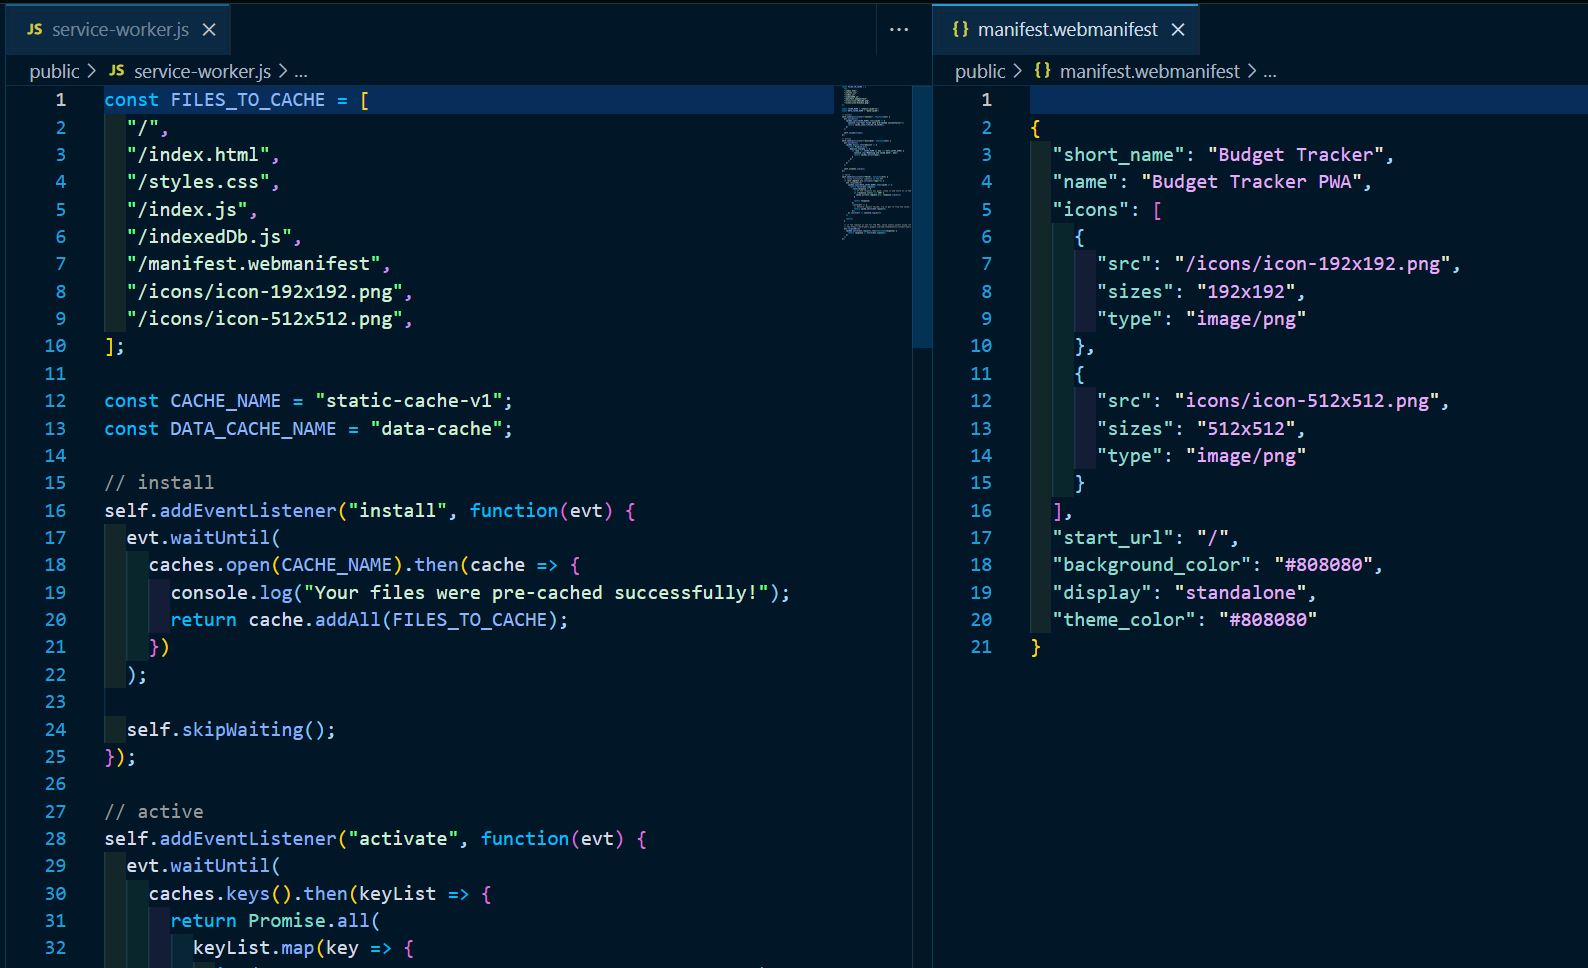 JS service-worker.js
public > JS service-worker.js > ...
1 const FILES_TO_CACHE = [
2   "/",
3   "/index.html",
4   "/styles.css",
5   "/index.js",
6   "/indexedDb.js",
7   "/manifest.webmanifest",
8   "/icons/icon-192x192.png",
9   "/icons/icon-512x512.png",
10 ];
11
12 const CACHE_NAME = "static-cache-v1";
13 const DATA_CACHE_NAME = "data-cache";
14
15 // install
16 self.addEventListener("install", function(evt) {
17   evt.waitUntil(
18     caches.open(CACHE_NAME).then(cache => {
19       console.log("Your files were pre-cached successfully!");
20       return cache.addAll(FILES_TO_CACHE);
21     })
22   );
23
24   self.skipWaiting();
25 });
26
27 // active
28 self.addEventListener("activate", function(evt) {
29   evt.waitUntil(
30     caches.keys().then(keyList => {
31       return Promise.all(
32         keyList.map(key => {
{} manifest.webmanifest
public > {} manifest.webmanifest > ...
1
2 {
3   "short_name": "Budget Tracker",
4   "name": "Budget Tracker PWA",
5   "icons": [
6     {
7       "src": "/icons/icon-192x192.png",
8       "sizes": "192x192",
9       "type": "image/png"
10     },
11     {
12       "src": "icons/icon-512x512.png",
13       "sizes": "512x512",
14       "type": "image/png"
15     }
16   ],
17   "start_url": "/",
18   "background_color": "#808080",
19   "display": "standalone",
20   "theme_color": "#808080"
21 }